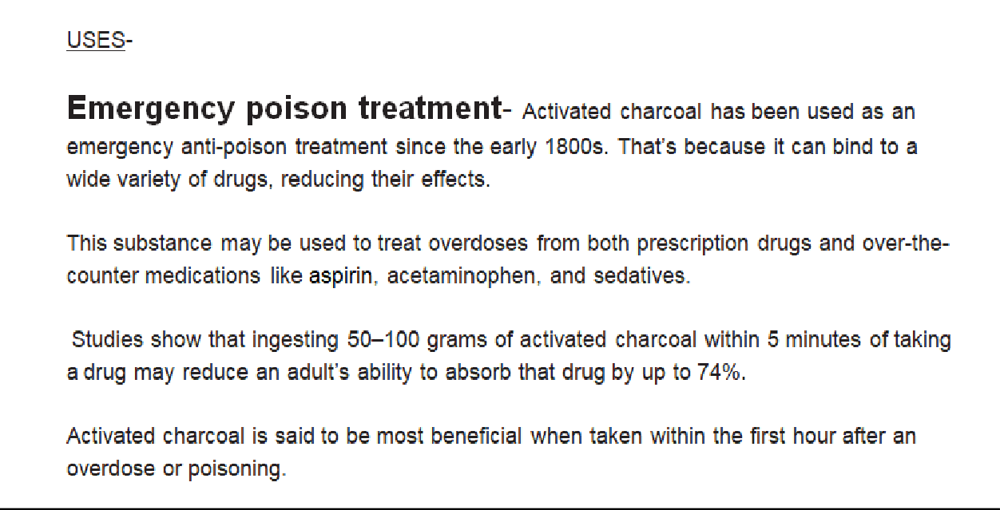 USES-
Emergency poison treatment- Activated charcoal has been used as an
emergency anti-poison treatment since the early 1800s. That’s because it can bind to a
wide variety of drugs, reducing their effects.
This substance may be used to treat overdoses from both prescription drugs and over-the-
counter medications like aspirin, acetaminophen, and sedatives.
Studies show that ingesting 50–100 grams of activated charcoal within 5 minutes of taking
a drug may reduce an adult’s ability to absorb that drug by up to 74%.
Activated charcoal is said to be most beneficial when taken within the first hour after an
overdose or poisoning.